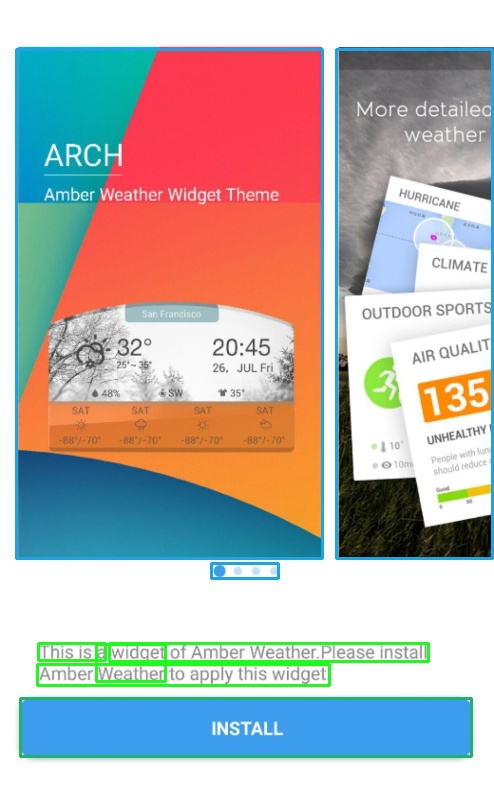 ARCH
Amber Weather Widget Theme
San Francisco
32°
25°~35°
20:45
26, JUL Fri
48% SW 35°
SAT SAT SAT SAT
-88°/-70° -88°/-70° -88°/-70° -88°/-70°
More detailed
weather
HURRICANE
CLIMATE
OUTDOOR SPORTS
AIR QUALIT
135
UNHEALTHY
People with lun
should reduce
Good
0 50
10°
10m
This is a widget of Amber Weather.Please install
Amber Weather to apply this widget
INSTALL